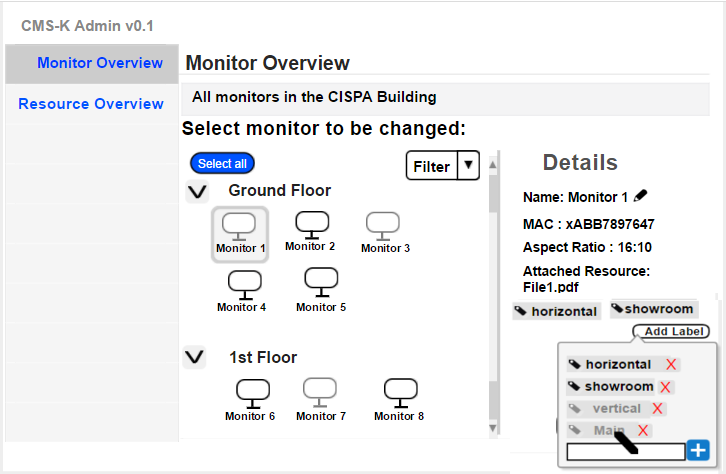 CMS-K Admin v0.1
Monitor Overview
Resource Overview
Monitor Overview
All monitors in the CISPA Building
Select monitor to be changed:
Select all
Filter
Ground Floor
Monitor 1
Monitor 2
Monitor 3
Monitor 4
Monitor 5
1st Floor
Monitor 6
Monitor 7
Monitor 8
Details
Name: Monitor 1
MAC : xABB7897647
Aspect Ratio : 16:10
Attached Resource:
File1.pdf
horizontal
showroom
Add Label
horizontal X
showroom X
vertical X
Main X